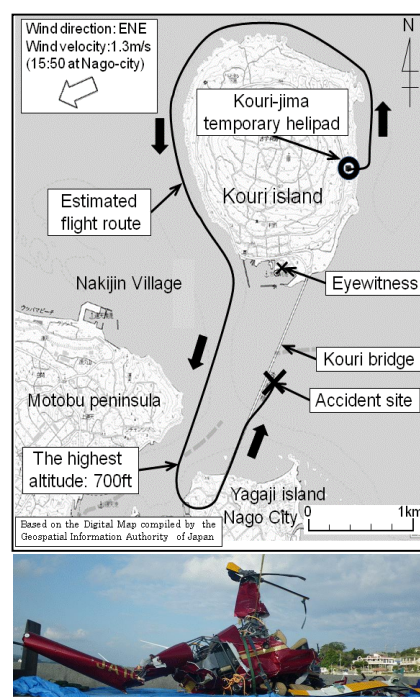 Wind direction: ENE
Wind velocity:1.3m/s
(15:50 at Nago-city)
N
Kouri-jima
temporary helipad
Estimated
flight route
Kouri island
Nakijin Village
Eyewitness
Kouri bridge
Motobu peninsula
Accident site
The highest
altitude: 700ft
Yagaji island
Nago City
0 1km
Based on the Digital Map compiled by the
Geospatial Information Authority of Japan